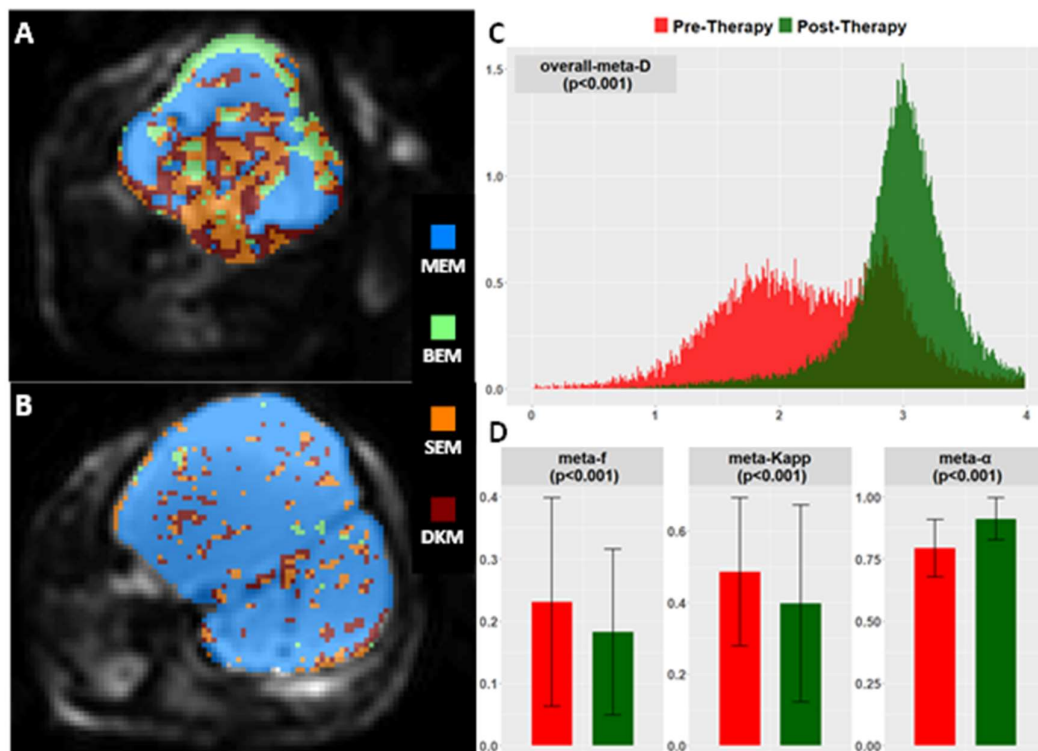 A
MEM
BEM
SEM
DKM
B
C
Pre-Therapy Post-Therapy
overall-meta-D
(p<0.001)
1.5
1.0
0.5
0.0
0 1 2 3 4
D
meta-f
(p<0.001)
0.4
0.3
0.2
0.1
0.0
meta-Kapp
(p<0.001)
0.6
0.4
0.2
0.0
meta-α
(p<0.001)
1.00
0.75
0.50
0.25
0.00